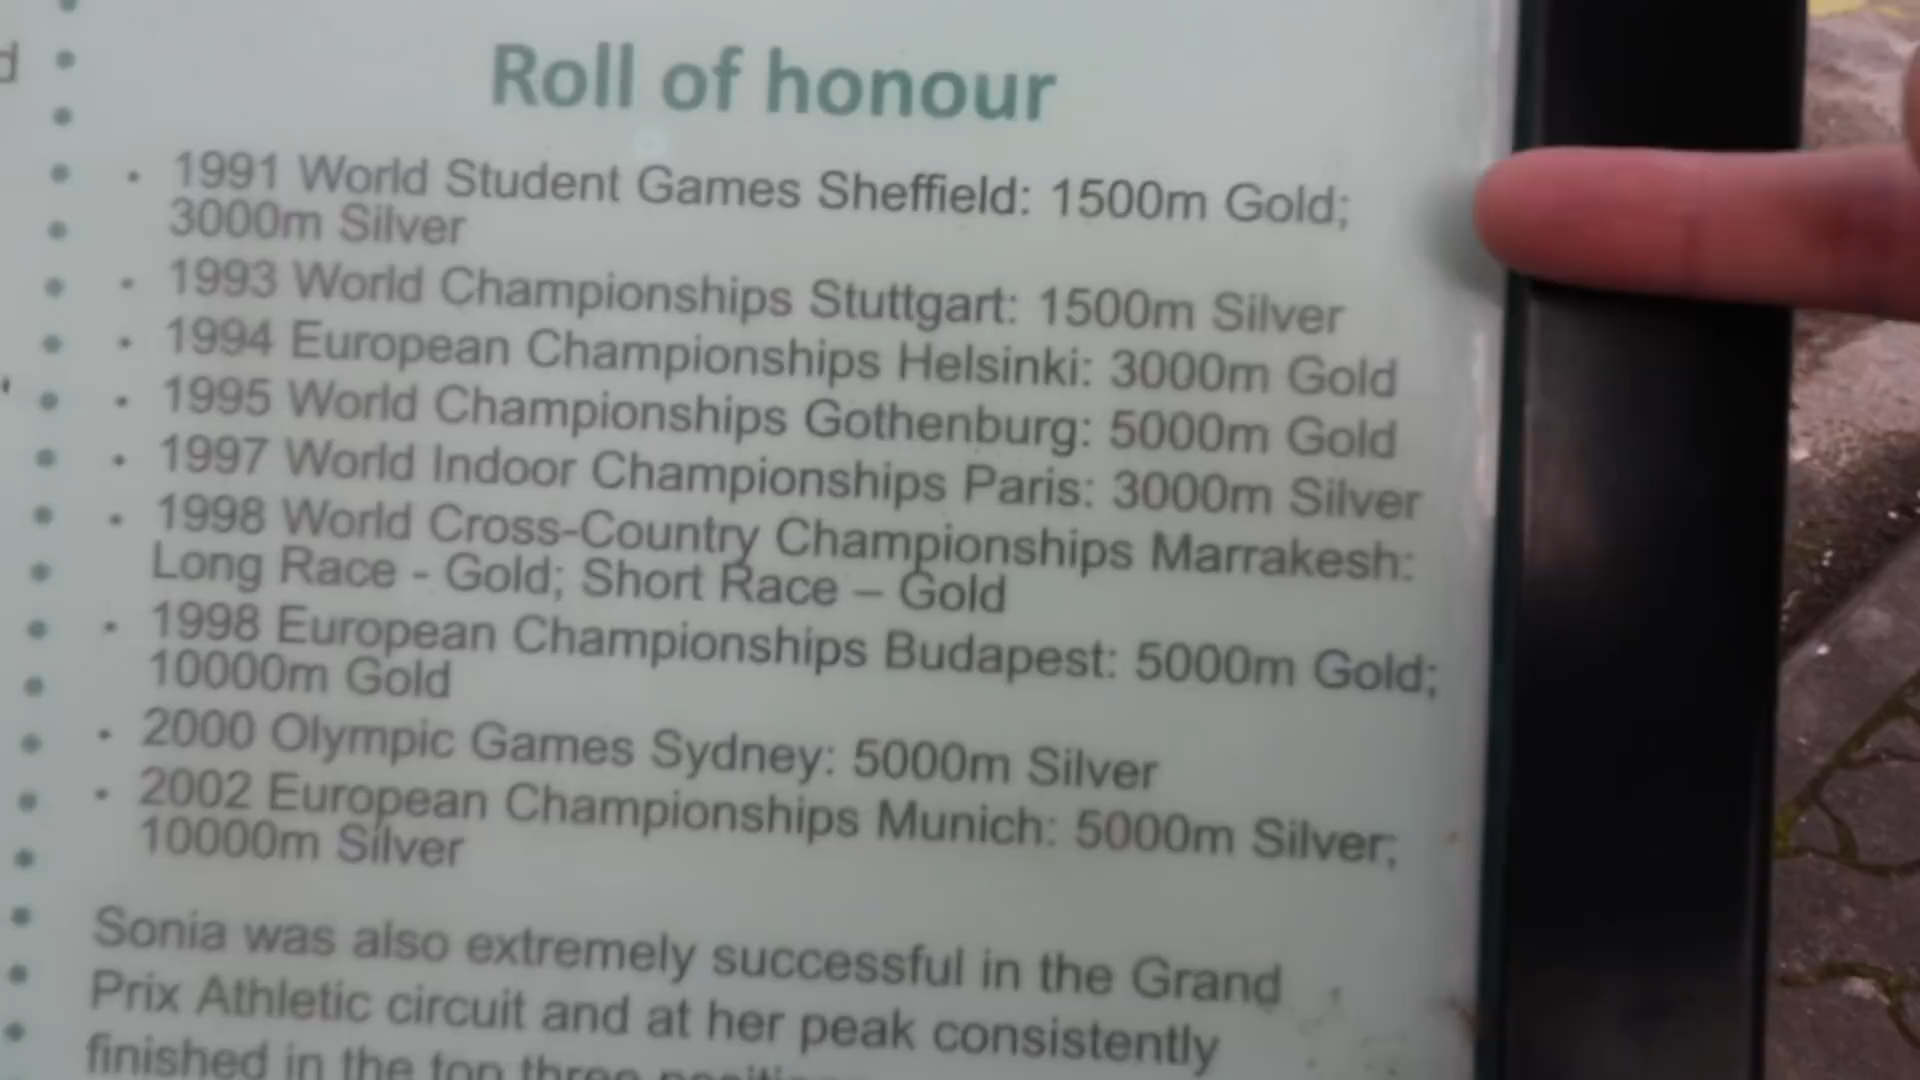 d
Roll of honour
· 1991 World Student Games Sheffield: 1500m Gold;
3000m Silver
· 1993 World Championships Stuttgart: 1500m Silver
· 1994 European Championships Helsinki: 3000m Gold
· 1995 World Championships Gothenburg: 5000m Gold
· 1997 World Indoor Championships Paris: 3000m Silver
· 1998 World Cross-Country Championships Marrakesh:
Long Race - Gold; Short Race – Gold
· 1998 European Championships Budapest: 5000m Gold;
10000m Gold
· 2000 Olympic Games Sydney: 5000m Silver
· 2002 European Championships Munich: 5000m Silver;
10000m Silver
Sonia was also extremely successful in the Grand
Prix Athletic circuit and at her peak consistently
finished in the top three